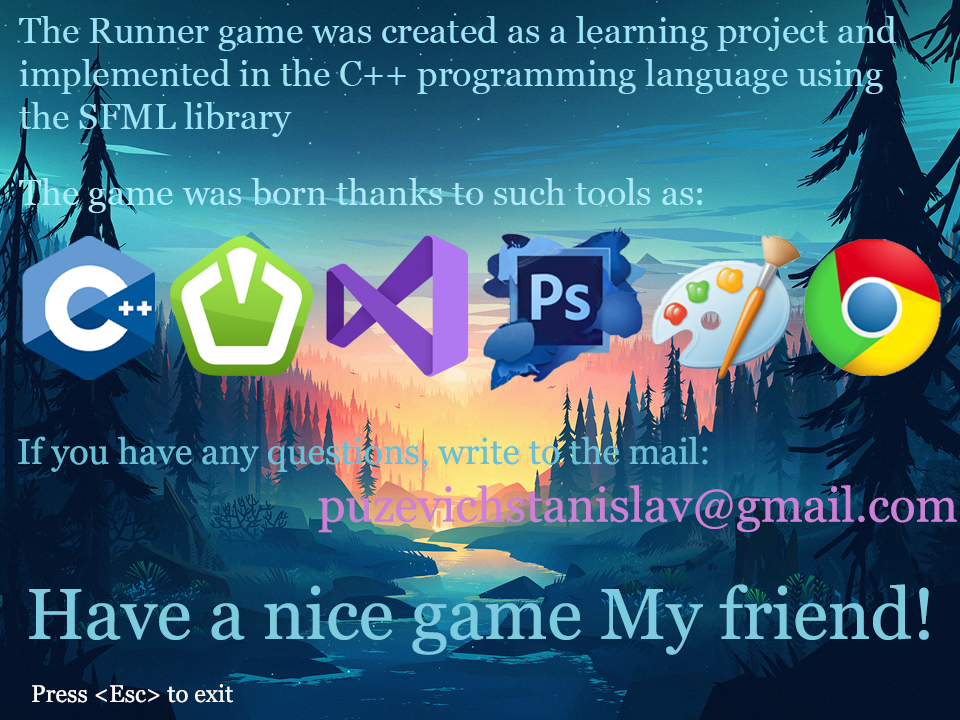 The Runner game was created as a learning project and
implemented in the C++ programming language using
the SFML library
The game was born thanks to such tools as:
C++
Ps
If you have any questions, write to the mail:
puzevichstanislav@gmail.com
Have a nice game My friend!
Press <Esc> to exit